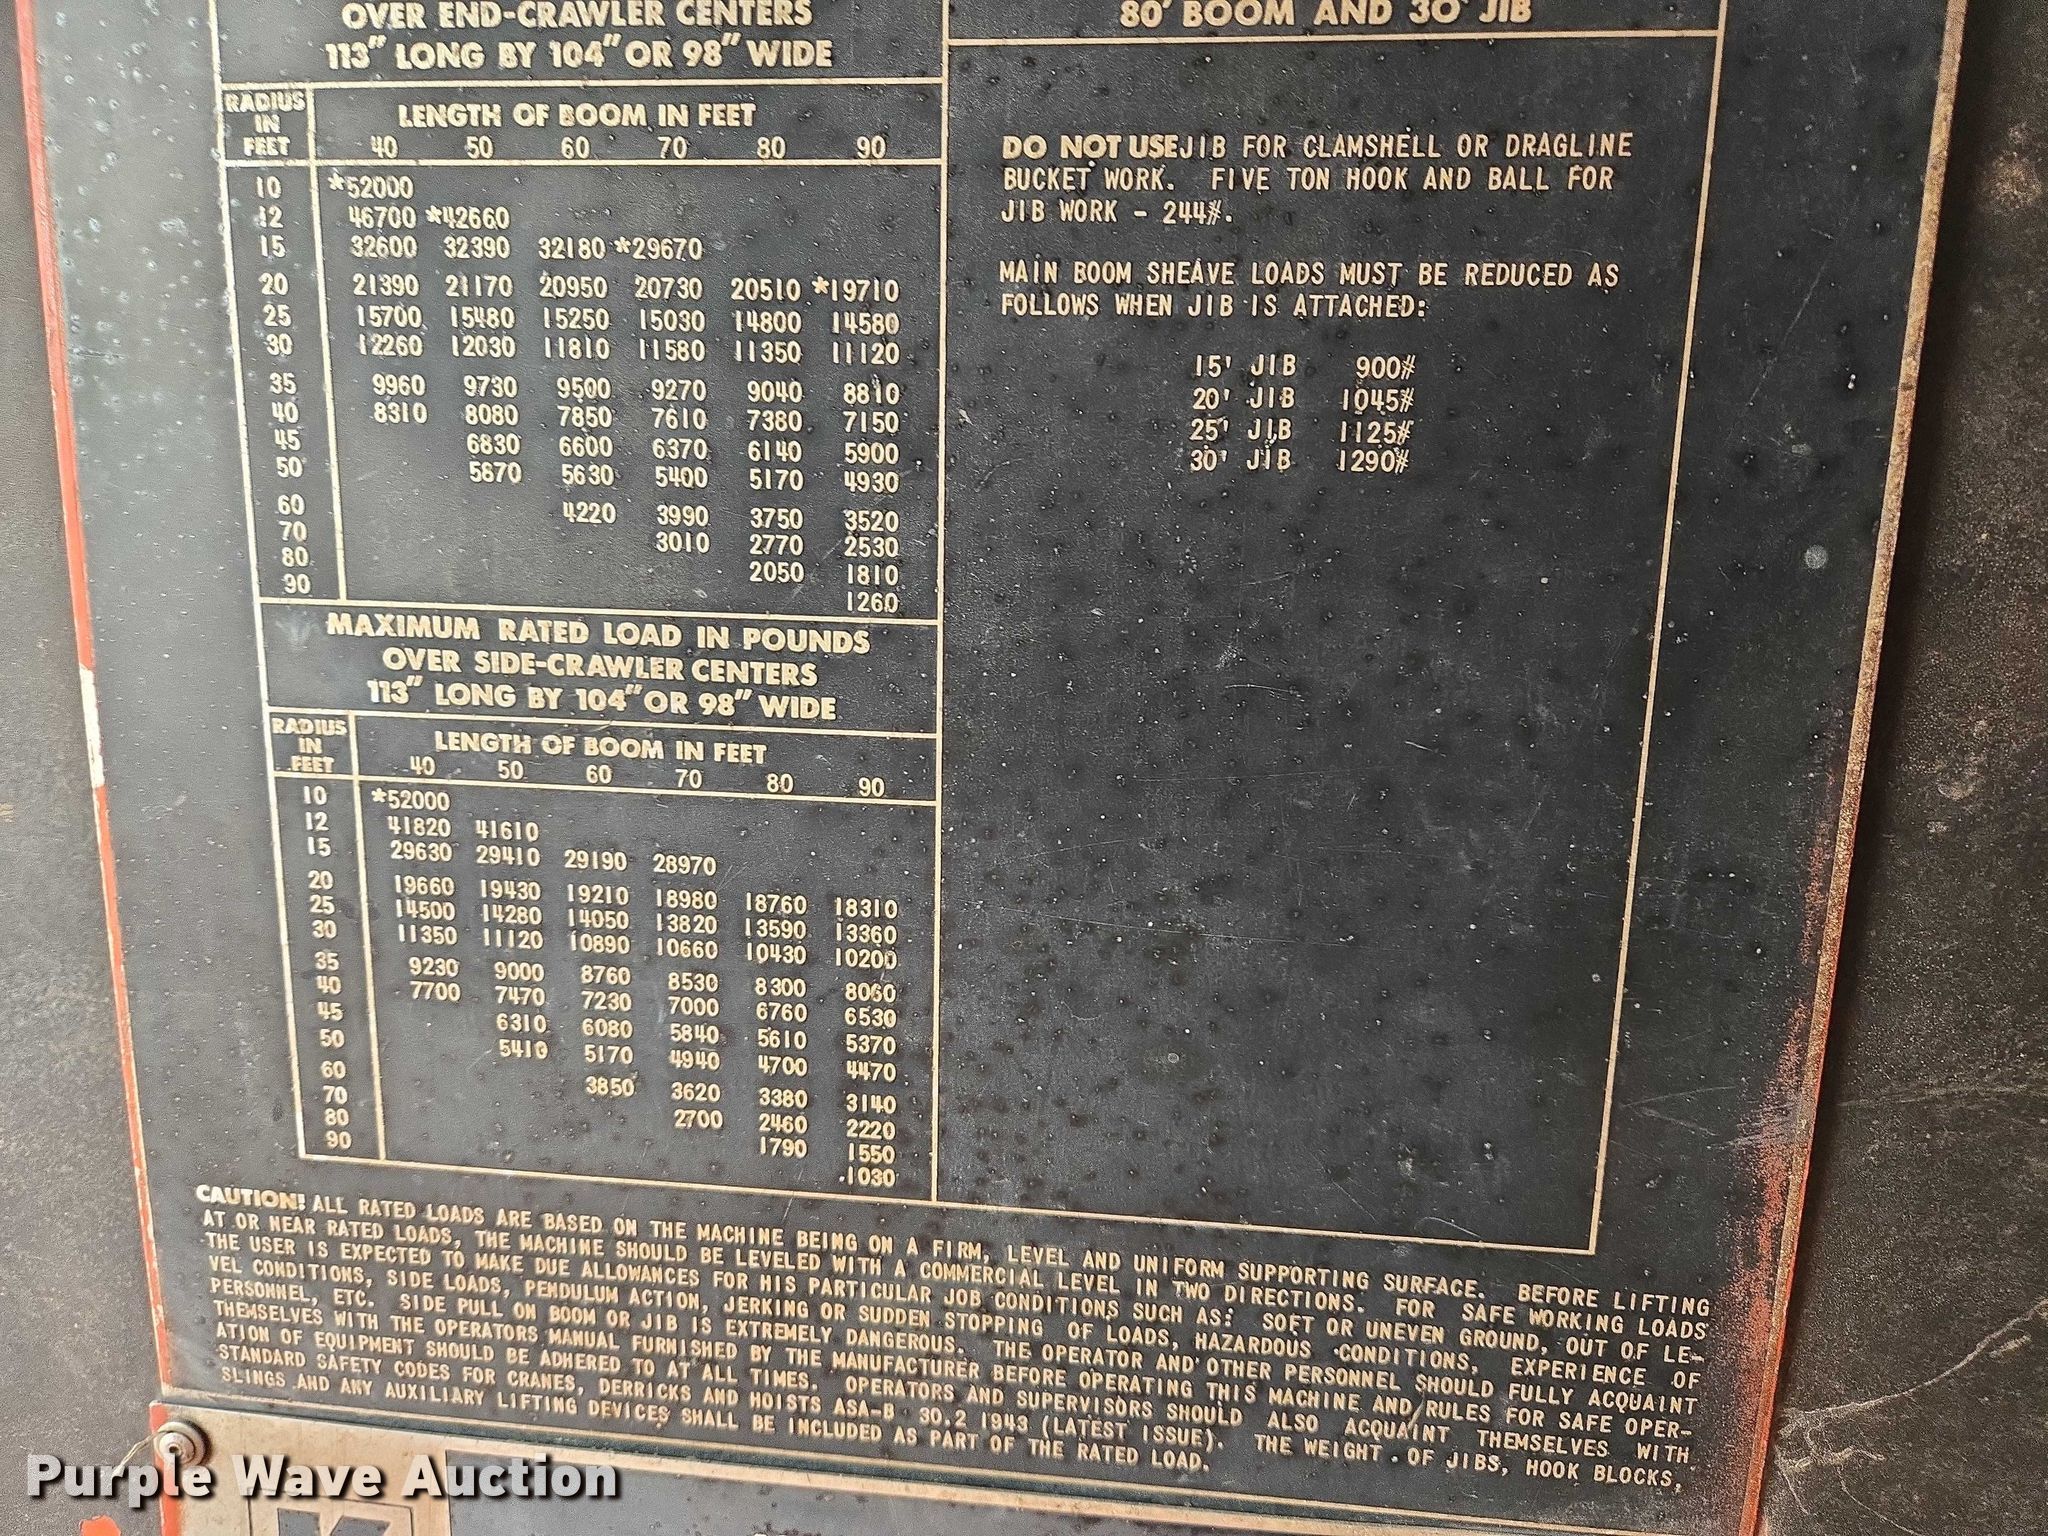 OVER END-CRAWLER CENTERS
113" LONG BY 104" OR 98" WIDE
RADIUS IN FEET
LENGTH OF BOOM IN FEET
40 50 60 70 80 90
10 *52000
12 46700 *42660
15 32600 32390 32180 *29670
20 21390 21170 20950 20730 20510 *19710
25 15700 15480 15250 15030 14800 14580
30 12260 12030 11810 11580 11350 11120
35 9960 9730 9500 9270 9040 8810
40 8310 8080 7850 7610 7380 7150
45 6830 6600 6370 6140 5900
50 5870 5630 5400 5170 4930
60 4220 3990 3750 3520
70 3010 2770 2530
80 2050 1810
90 1260
MAXIMUM RATED LOAD IN POUNDS
OVER SIDE-CRAWLER CENTERS
113" LONG BY 104" OR 98" WIDE
RADIUS IN FEET
LENGTH OF BOOM IN FEET
40 50 60 70 80 90
10 *52000
12 41820 41610
15 29630 29410 29190 28970
20 19660 19430 19210 18980 18760 18310
25 14500 14280 14050 13820 13590 13360
30 11350 11120 10890 10660 10430 10200
35 9230 9000 8760 8530 8300 8060
40 7700 7470 7230 7000 6760 6530
45 6310 6080 5840 5610 5370
50 5410 5170 4940 4700 4470
60 3850 3620 3380 3140
70 2700 2460 2220
80 1790 1550
90 1030
80' BOOM AND 30' JIB
DO NOT USE JIB FOR CLAMSHELL OR DRAGLINE
BUCKET WORK. FIVE TON HOOK AND BALL FOR
JIB WORK - 244#.
MAIN BOOM SHEAVE LOADS MUST BE REDUCED AS
FOLLOWS WHEN JIB IS ATTACHED:
15' JIB 900#
20' JIB 1045#
25' JIB 1125#
30' JIB 1290#
CAUTION! ALL RATED LOADS ARE BASED ON THE MACHINE BEING ON A FIRM, LEVEL AND UNIFORM SUPPORTING SURFACE. BEFORE LIFTING
AT OR NEAR RATED LOADS, THE MACHINE SHOULD BE LEVELED WITH A COMMERCIAL LEVEL IN TWO DIRECTIONS. FOR SAFE WORKING LOADS
THE USER IS EXPECTED TO MAKE DUE ALLOWANCES FOR HIS PARTICULAR JOB CONDITIONS SUCH AS: SOFT OR UNEVEN GROUND, OUT OF LE-
VEL CONDITIONS, SIDE LOADS, PENDULUM ACTION, JERKING OR SUDDEN STOPPING OF LOADS, HAZARDOUS CONDITIONS, EXPERIENCE OF
PERSONNEL, ETC. SIDE PULL ON BOOM OR JIB IS EXTREMELY DANGEROUS. THE OPERATOR AND OTHER PERSONNEL SHOULD FULLY ACQUAINT
THEMSELVES WITH THE OPERATORS MANUAL FURNISHED BY THE MANUFACTURER BEFORE OPERATING THIS MACHINE AND RULES FOR SAFE OPER-
ATION OF EQUIPMENT SHOULD BE ADHERED TO AT ALL TIMES. OPERATORS AND SUPERVISORS SHOULD ALSO ACQUAINT THEMSELVES WITH
STANDARD SAFETY CODES FOR CRANES, DERRICKS AND HOISTS ASA-B 30.2 1943 (LATEST ISSUE). THE WEIGHT OF JIBS, HOOK BLOCKS,
SLINGS AND ANY AUXILIARY LIFTING DEVICES SHALL BE INCLUDED AS PART OF THE RATED LOAD.
Purple Wave Auction